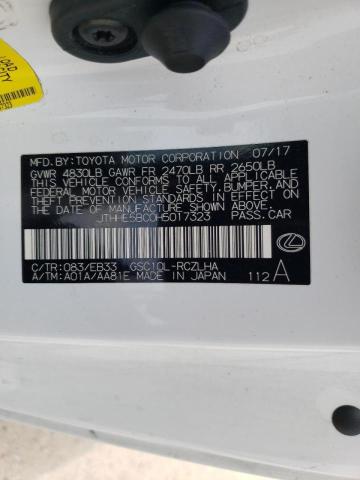 MFD.BY:TOYOTA MOTOR CORPORATION 07/17
GVWR 4830LB GAWR FR 2470LB RR 2650LB
THIS VEHICLE CONFORMS TO ALL APPLICABLE
FEDERAL MOTOR VEHICLE SAFETY, BUMPER, AND
THEFT PREVENTION STANDARDS IN EFFECT ON THE
DATE OF MANUFACTURE SHOWN ABOVE.
JTHHE5BC0H5017323 PASS.CAR
C/TR:083/EB33 GSC10L-RCZLHA
A/TM:A01A/AA81E MADE IN JAPAN 112 A